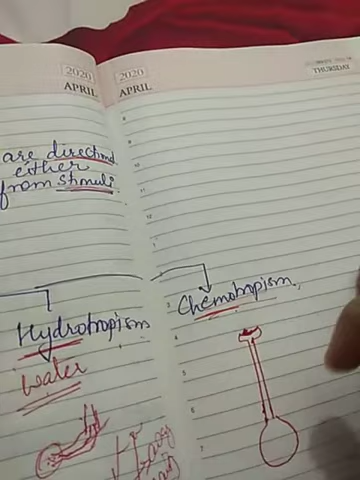 2020
APRIL
2020
APRIL
THURSDAY
8
9
10
11
12
1
are directnal
either
from stimuli.
2
3
Hydrotropism
Water
Chemotropism,
4
5
6
7